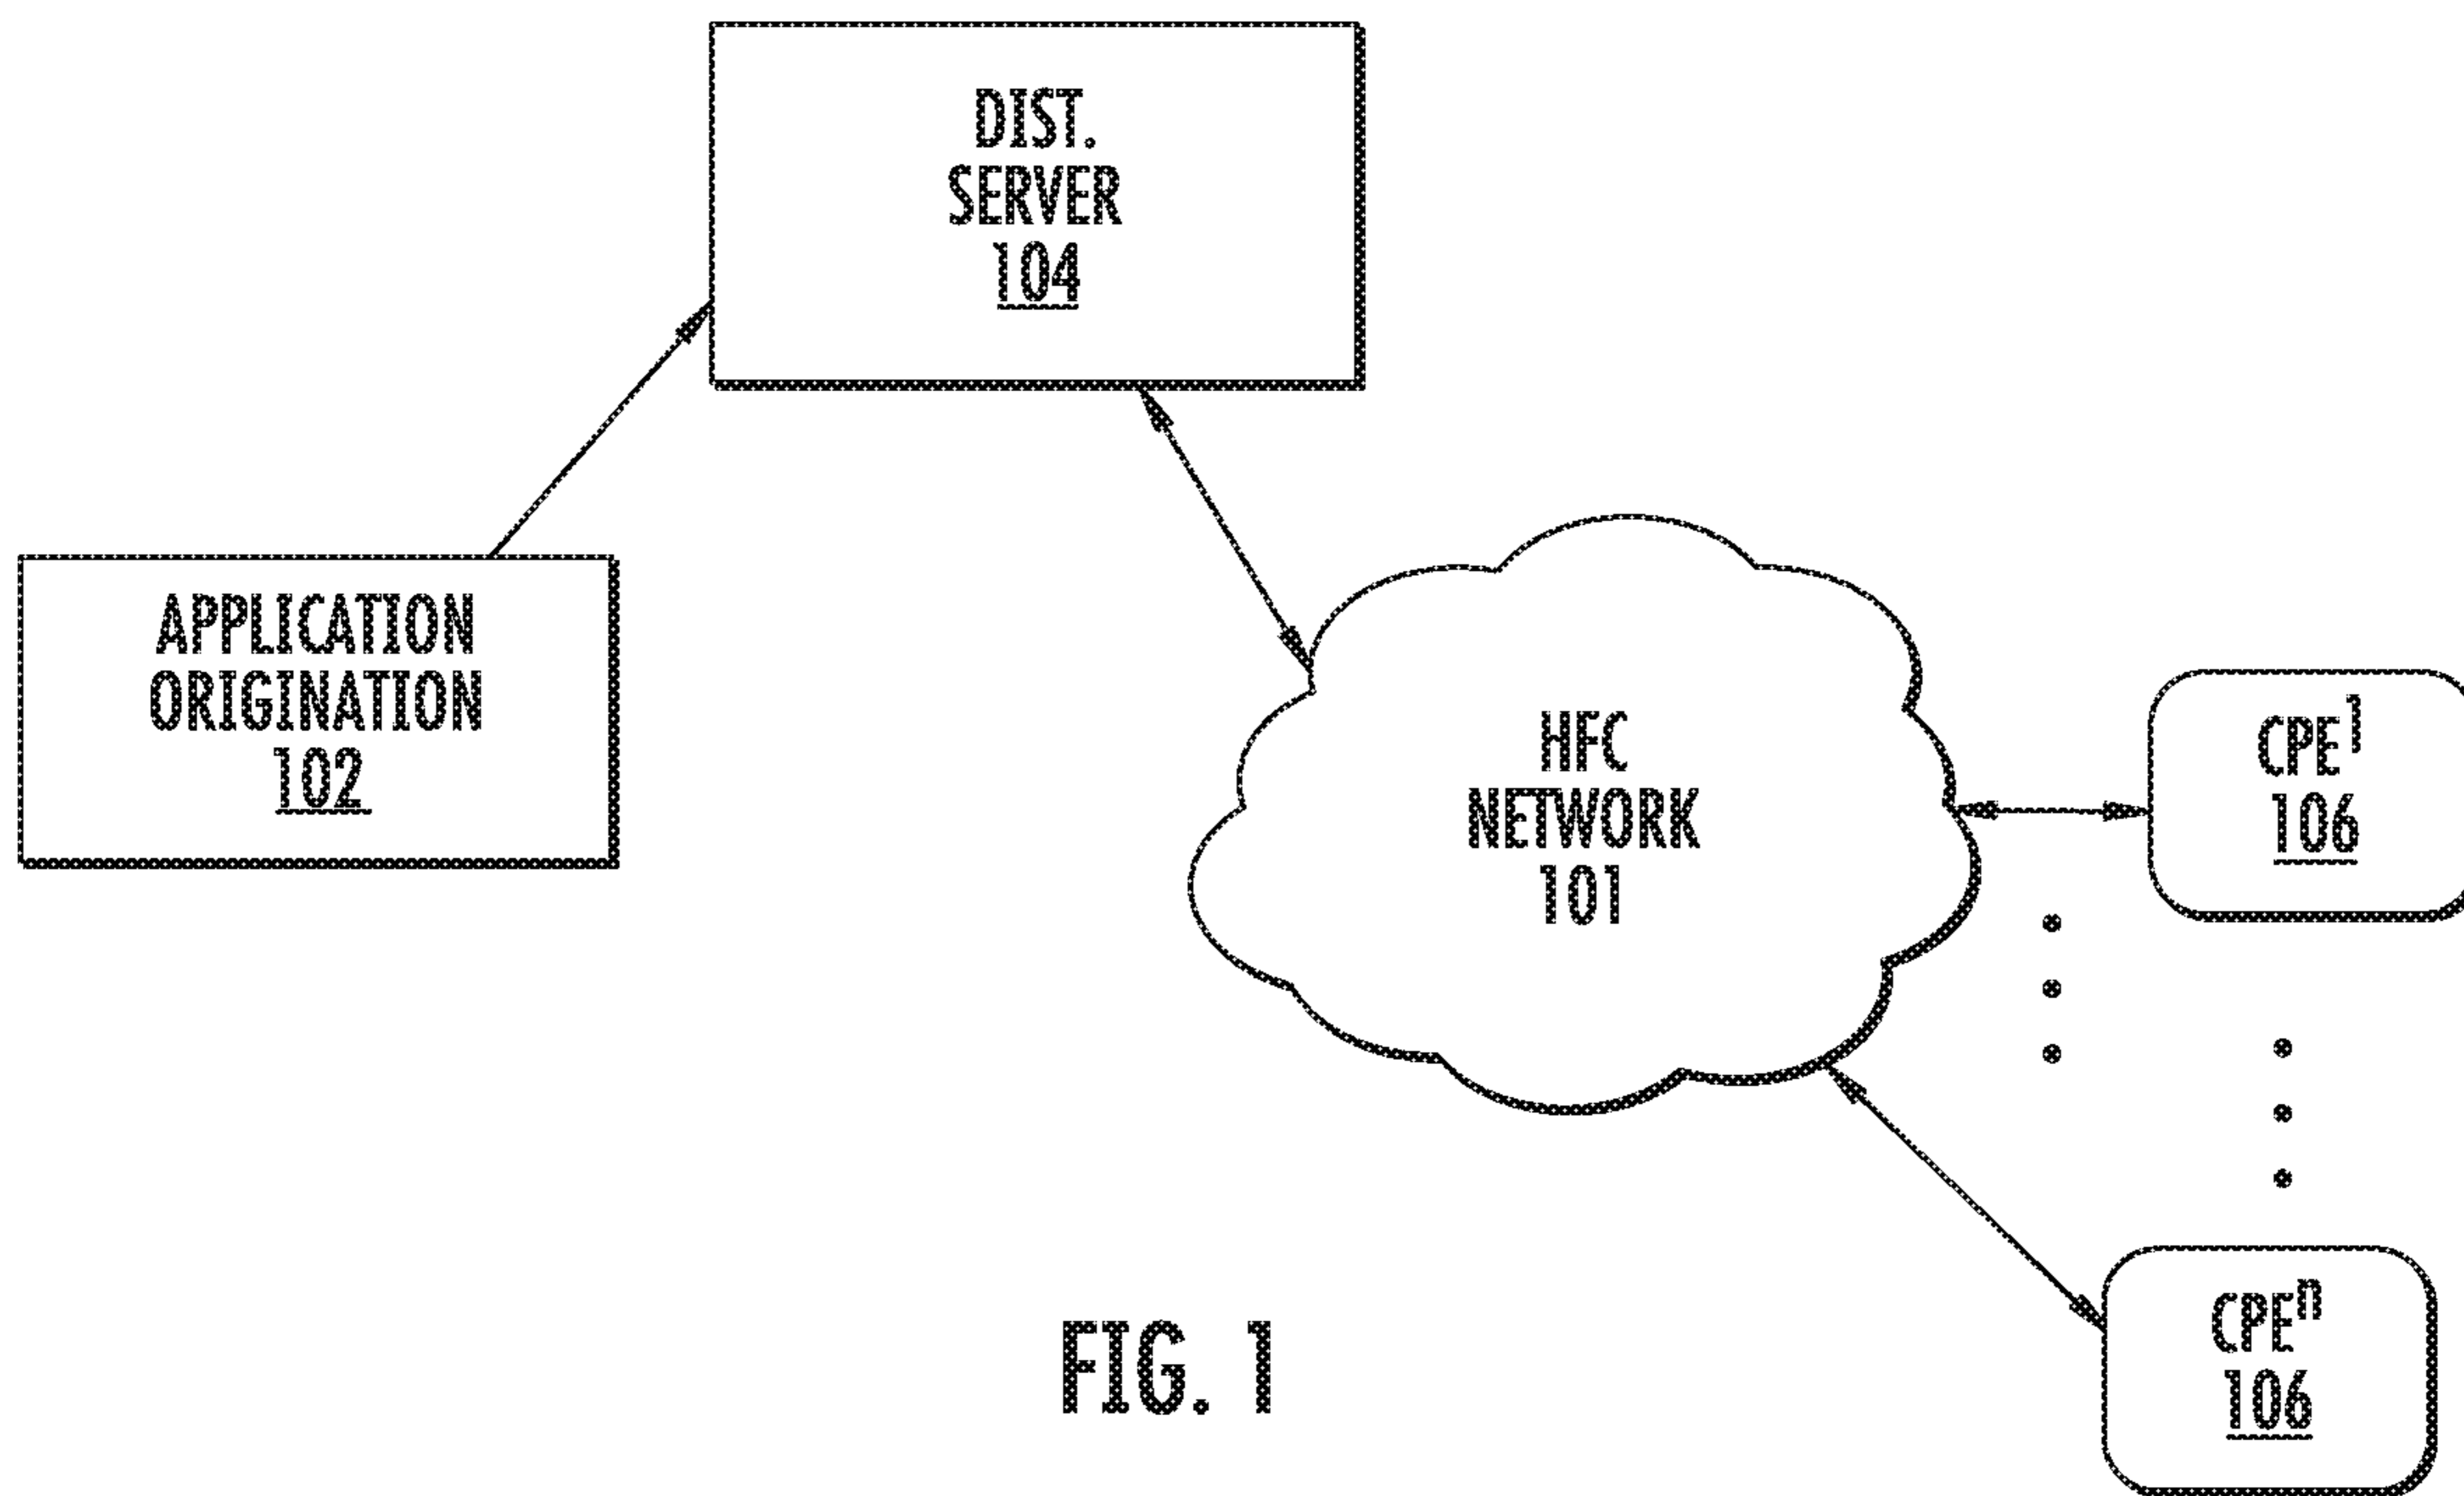 DIST.
SERVER
104
APPLICATION
ORIGINATION
102
HFC
NETWORK
101
CPE¹
106
CPEⁿ
106
FIG. 1